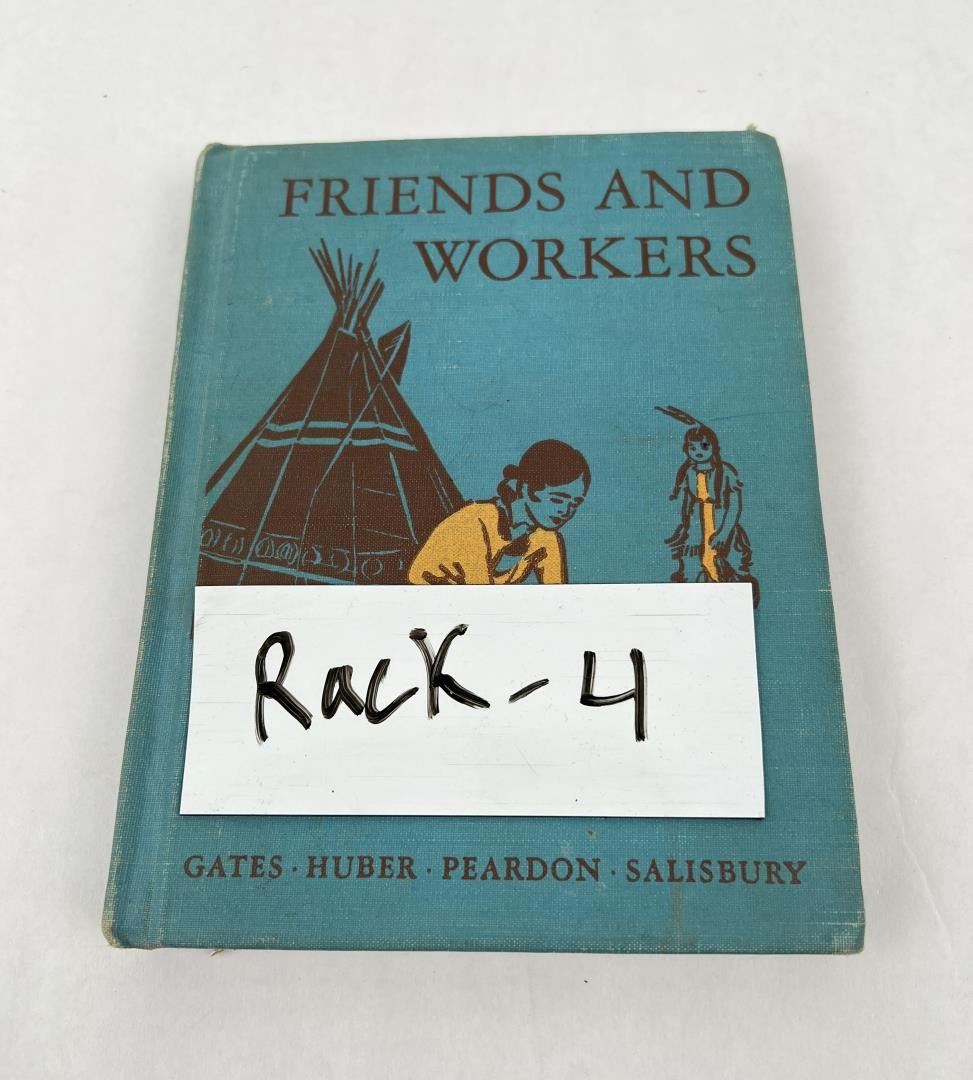 FRIENDS AND
WORKERS
Rack-4
GATES · HUBER · PEARDON · SALISBURY